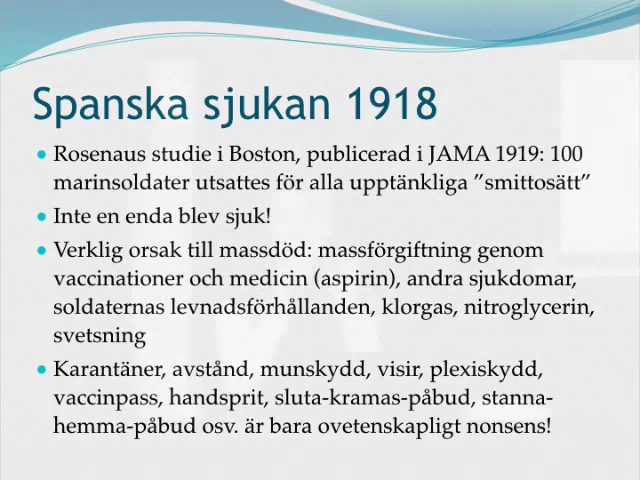 Spanska sjukan 1918
• Rosenaus studie i Boston, publicerad i JAMA 1919: 100
marinsoldater utsattes för alla upptänkliga ”smittosätt”
• Inte en enda blev sjuk!
• Verklig orsak till massdöd: massförgiftning genom
vaccinationer och medicin (aspirin), andra sjukdomar,
soldaternas levnadsförhållanden, klorgas, nitroglycerin,
svetsning
• Karantäner, avstånd, munskydd, visir, plexiskydd,
vaccinpass, handsprit, sluta-kramas-påbud, stanna-
hemma-påbud osv. är bara ovetenskapligt nonsens!